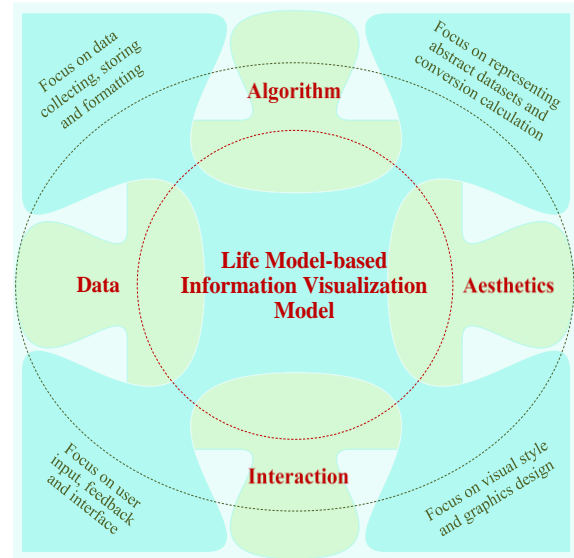 Focus on data
collecting, storing
and formatting
Algorithm
Focus on representing
abstract datasets and
conversion calculation
Data
Life Model-based
Information Visualization
Model
Aesthetics
Focus on user
input, feedback
and interface
Interaction
Focus on visual style
and graphics design